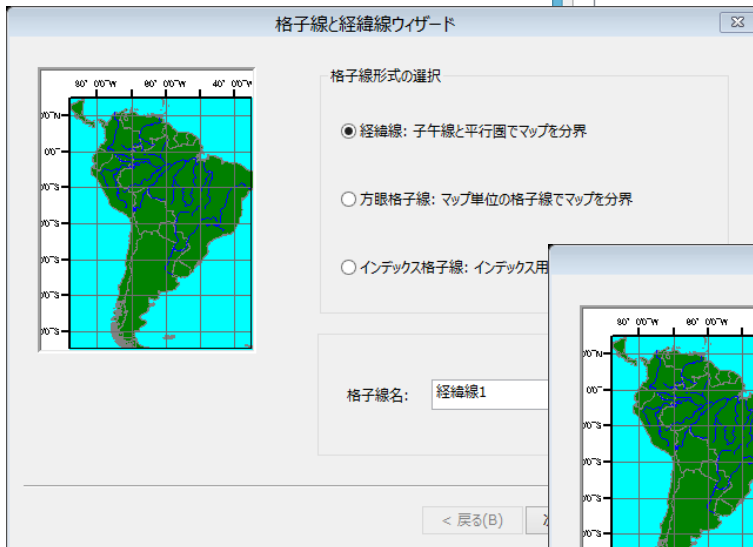 格子線と経緯線ウィザード
格子線形式の選択
経緯線: 子午線と平行圏でマップを分界
方眼格子線: マップ単位の格子線でマップを分界
インデックス格子線: インデックス用
格子線名:
経緯線1
< 戻る(B)